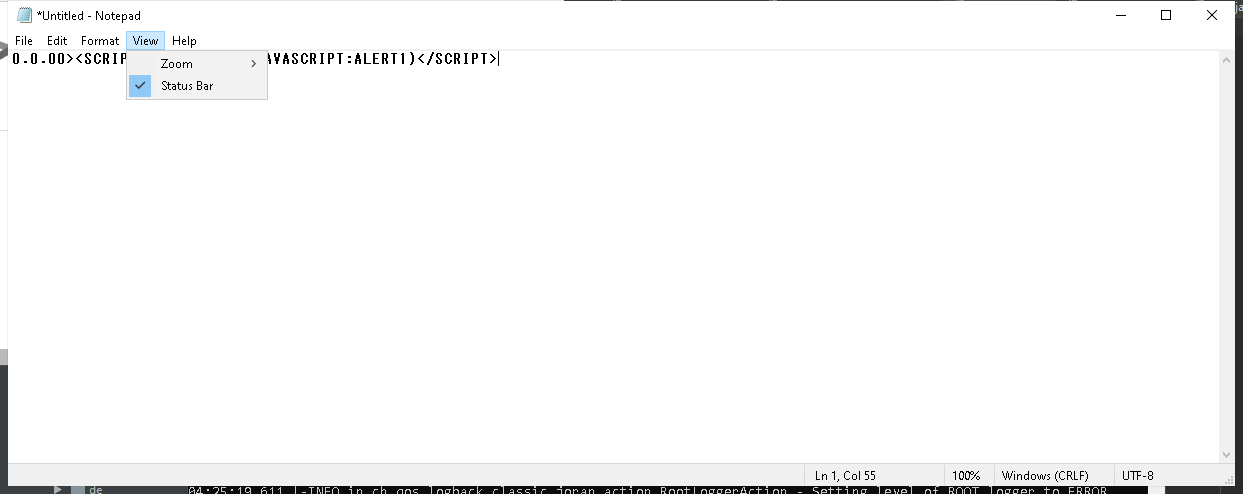 *Untitled - Notepad
File Edit Format View Help
0.0.00><SCRIP AVASCRIPT:ALERT1)</SCRIPT>
Zoom
Status Bar
Ln 1, Col 55 100% Windows (CRLF) UTF-8
de 04:25:19,611 |-INFO in ch.qos.logback.classic.joran.action.RootLoggerAction - Setting level of ROOT logger to ERROR